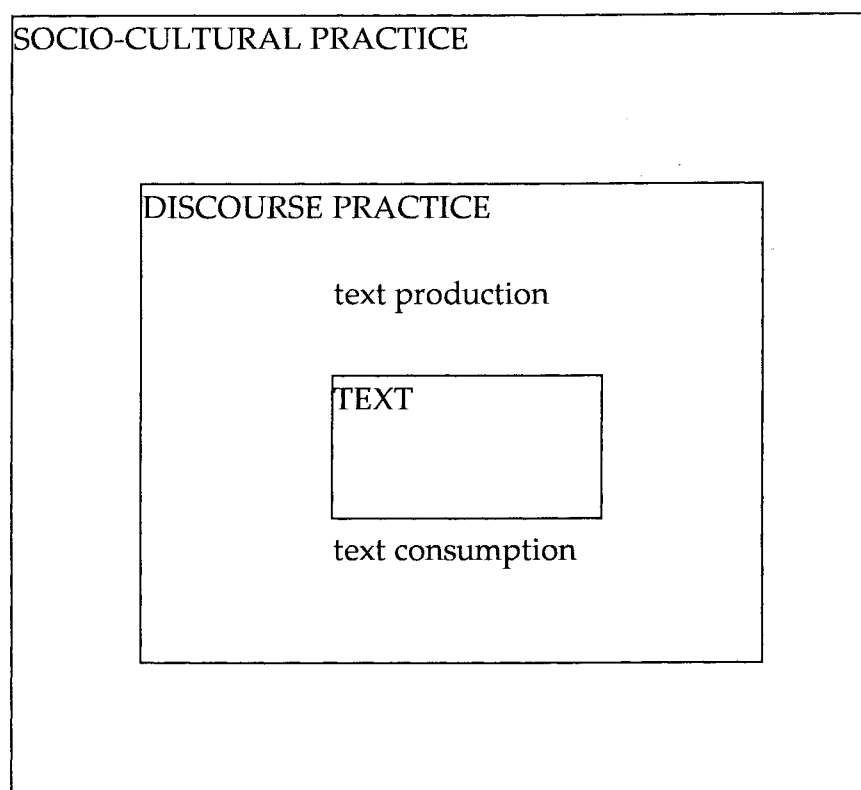 SOCIO-CULTURAL PRACTICE
DISCOURSE PRACTICE
text production
TEXT
text consumption